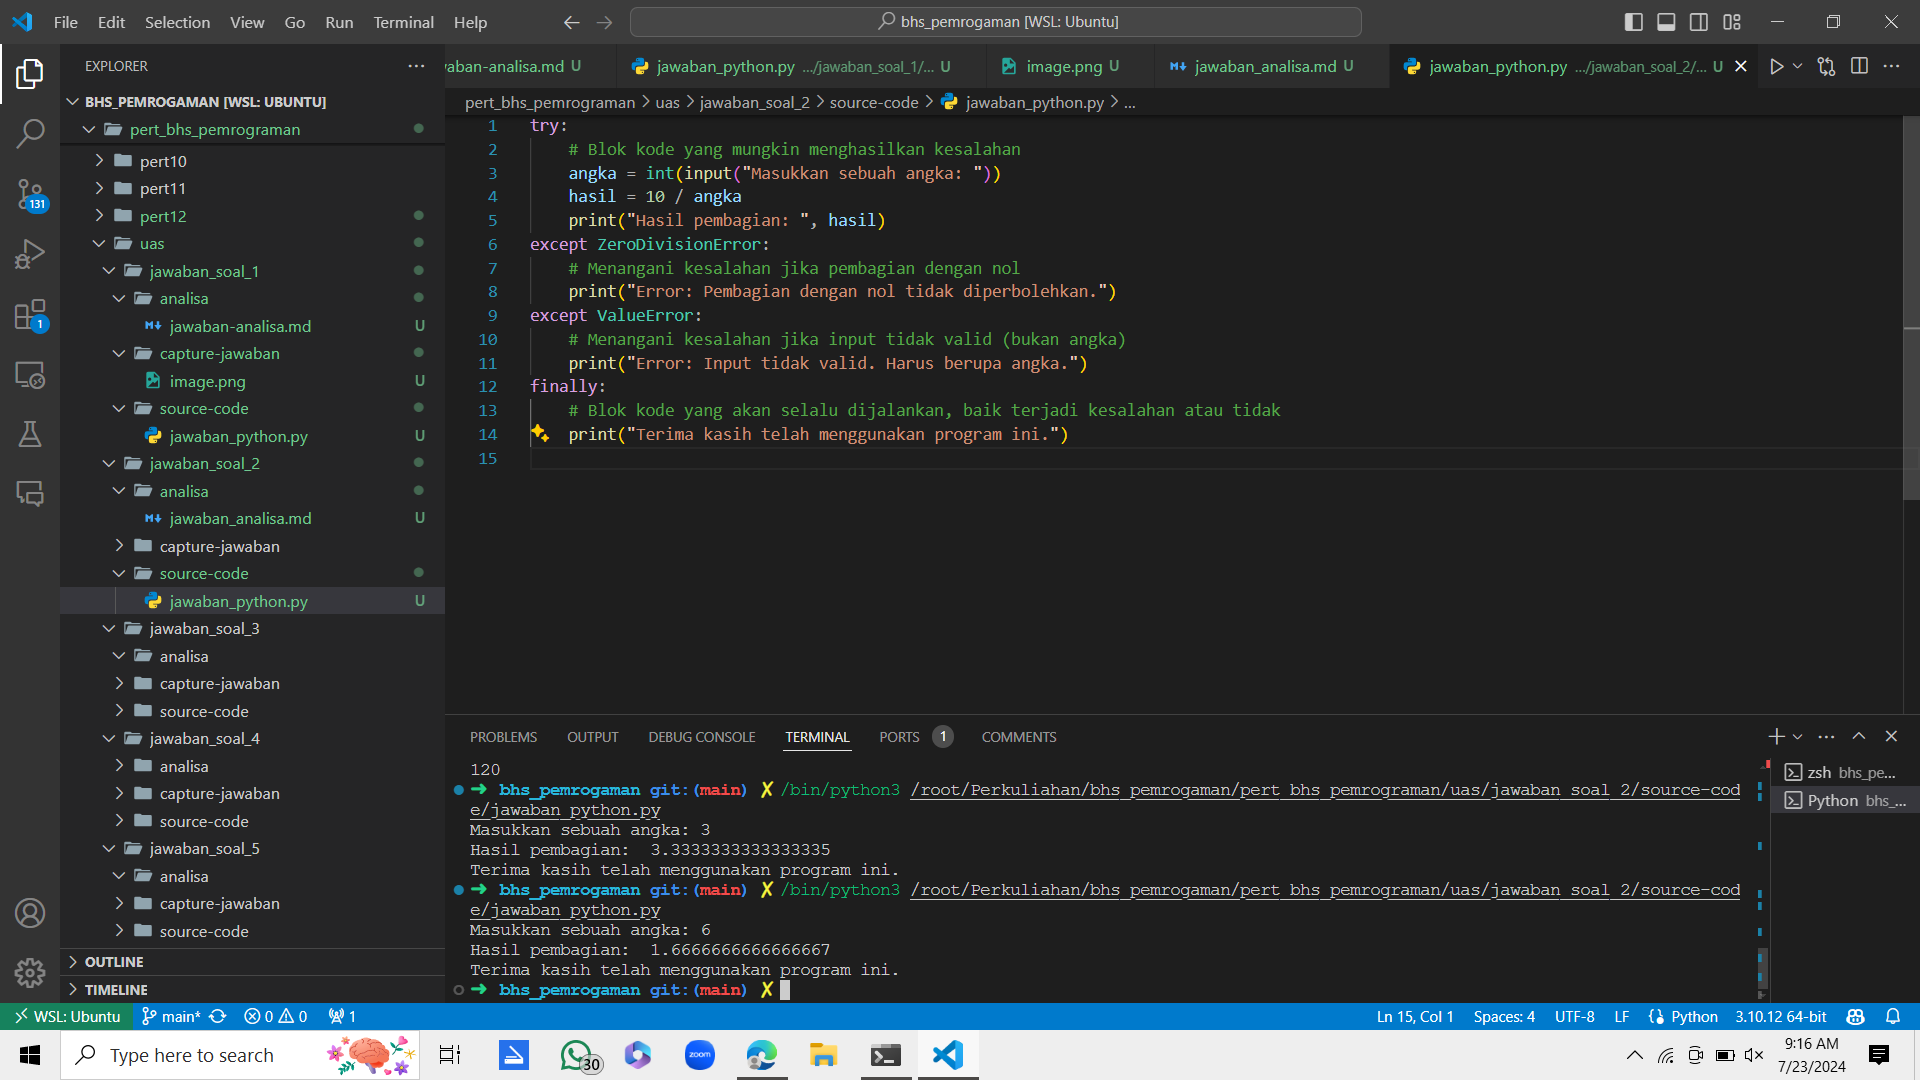 File Edit Selection View Go Run Terminal Help
bhs_pemrogaman [WSL: Ubuntu]
EXPLORER
BHS_PEMROGAMAN [WSL: UBUNTU]
pert_bhs_pemrograman
pert10
pert11
pert12
uas
jawaban_soal_1
analisa
jawaban-analisa.md U
capture-jawaban
image.png U
source-code
jawaban_python.py U
jawaban_soal_2
analisa
jawaban_analisa.md U
capture-jawaban
source-code
jawaban_python.py U
jawaban_soal_3
analisa
capture-jawaban
source-code
jawaban_soal_4
analisa
capture-jawaban
source-code
jawaban_soal_5
analisa
capture-jawaban
source-code
OUTLINE
TIMELINE
131
1
vaban-analisa.md U jawaban_python.py .../jawaban_soal_1/... U image.png U jawaban_analisa.md U jawaban_python.py .../jawaban_soal_2/... U
pert_bhs_pemrograman > uas > jawaban_soal_2 > source-code > jawaban_python.py > ...
1 try:
2 # Blok kode yang mungkin menghasilkan kesalahan
3 angka = int(input("Masukkan sebuah angka: "))
4 hasil = 10 / angka
5 print("Hasil pembagian: ", hasil)
6 except ZeroDivisionError:
7 # Menangani kesalahan jika pembagian dengan nol
8 print("Error: Pembagian dengan nol tidak diperbolehkan.")
9 except ValueError:
10 # Menangani kesalahan jika input tidak valid (bukan angka)
11 print("Error: Input tidak valid. Harus berupa angka.")
12 finally:
13 # Blok kode yang akan selalu dijalankan, baik terjadi kesalahan atau tidak
14 print("Terima kasih telah menggunakan program ini.")
15
PROBLEMS OUTPUT DEBUG CONSOLE TERMINAL PORTS 1 COMMENTS
120
➜ bhs_pemrogaman git:(main) ✗ /bin/python3 /root/Perkuliahan/bhs_pemrogaman/pert_bhs_pemrograman/uas/jawaban_soal_2/source-cod
e/jawaban_python.py
Masukkan sebuah angka: 3
Hasil pembagian:  3.3333333333333335
Terima kasih telah menggunakan program ini.
➜ bhs_pemrogaman git:(main) ✗ /bin/python3 /root/Perkuliahan/bhs_pemrogaman/pert_bhs_pemrograman/uas/jawaban_soal_2/source-cod
e/jawaban_python.py
Masukkan sebuah angka: 6
Hasil pembagian:  1.6666666666666667
Terima kasih telah menggunakan program ini.
➜ bhs_pemrogaman git:(main) ✗
zsh bhs_pe...
Python bhs_...
WSL: Ubuntu main* 0 0 1 Ln 15, Col 1 Spaces: 4 UTF-8 LF Python 3.10.12 64-bit
Type here to search
30
zoom
9:16 AM
7/23/2024